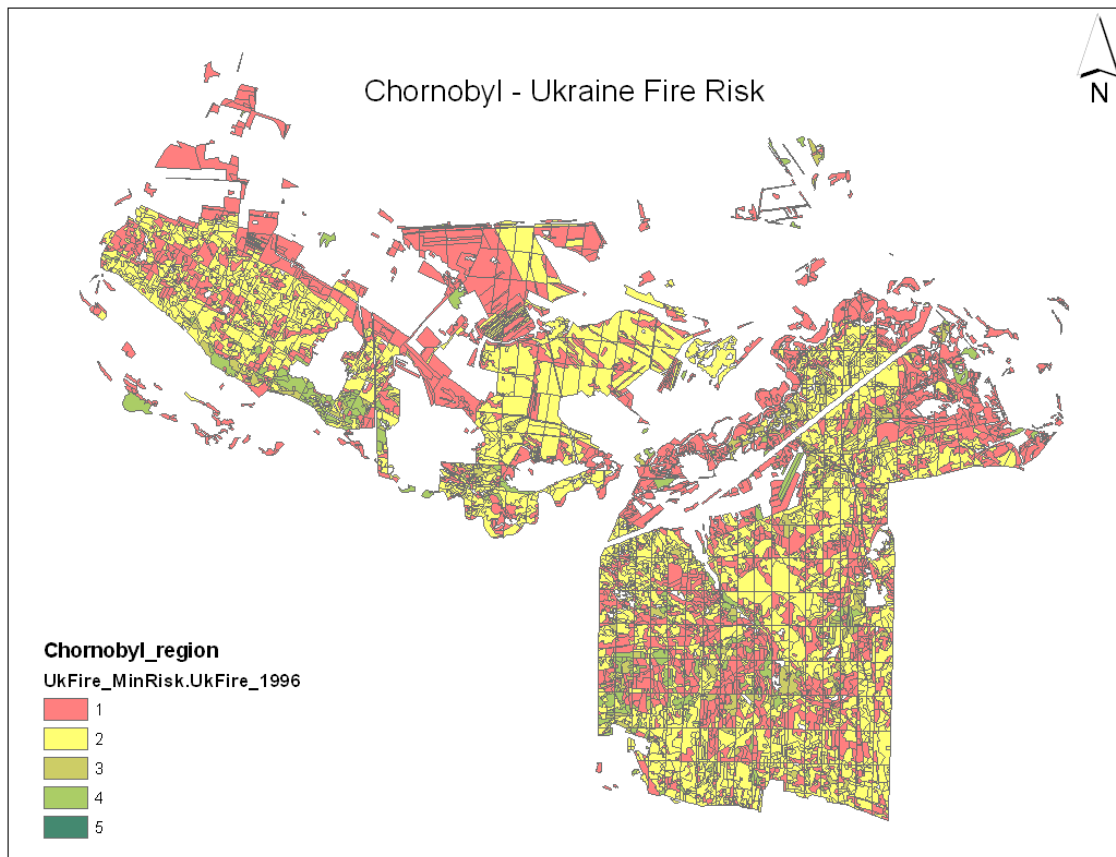 Chornobyl - Ukraine Fire Risk
N
Chornobyl_region
UkFire_MinRisk.UkFire_1996
1
2
3
4
5